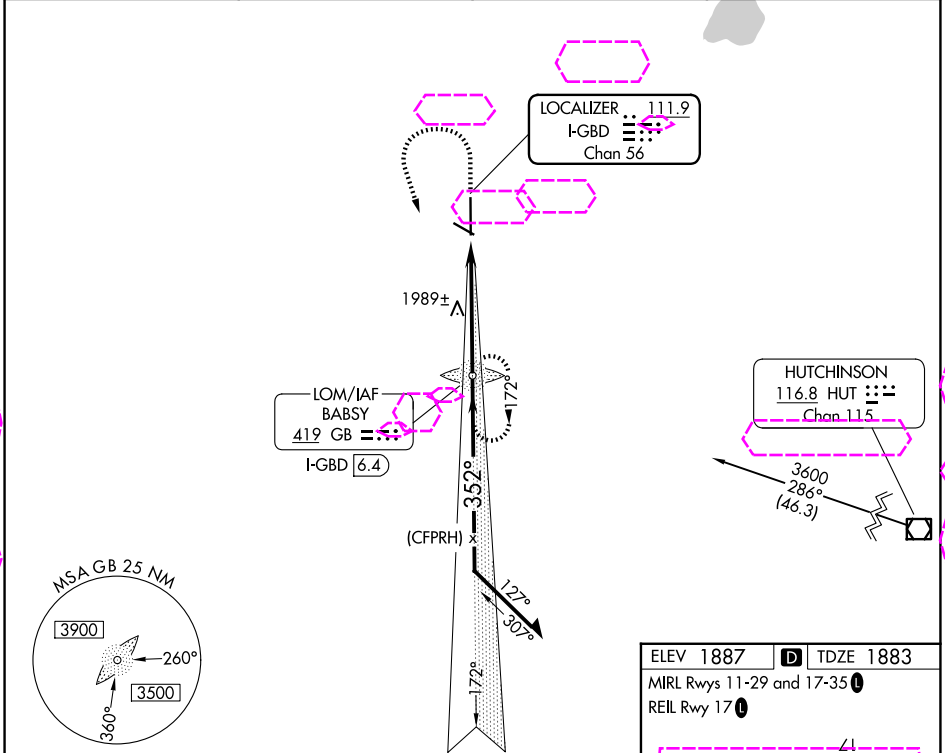 LOCALIZER 111.9
I-GBD
Chan 56
1989±
172°
LOM/IAF
BABSY
419 GB
I-GBD 6.4
HUTCHINSON
116.8 HUT
Chan 115
3600
286°
(46.3)
352°
(CFPRH) x
127°
307°
172°
MSA GB 25 NM
3900
260°
3500
360°
ELEV 1887 D TDZE 1883
MIRL Rwys 11-29 and 17-35 L
REIL Rwy 17 L